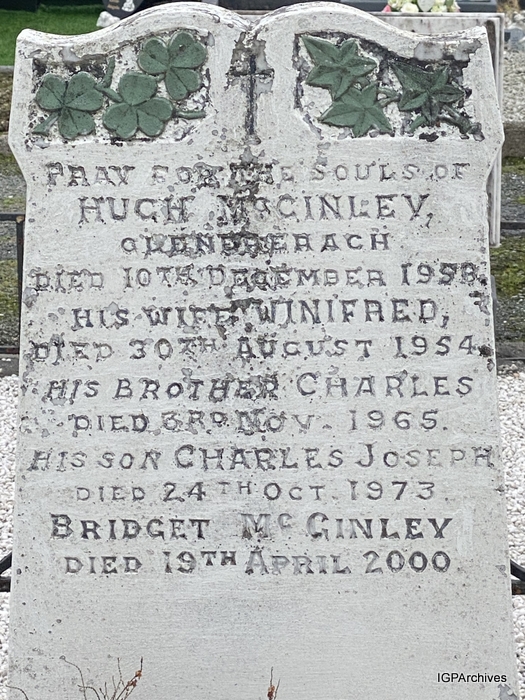 PRAY FOR THE SOULS OF
HUGH McGINLEY,
DIED 10TH DECEMBER 1958.
HIS WIFE WINIFRED,
DIED 30TH AUGUST 1954.
HIS BROTHER CHARLES
DIED 3RD NOV. 1965.
HIS SON CHARLES JOSEPH
DIED 24TH OCT. 1973.
BRIDGET McGINLEY
DIED 19TH APRIL 2000
IGPArchives